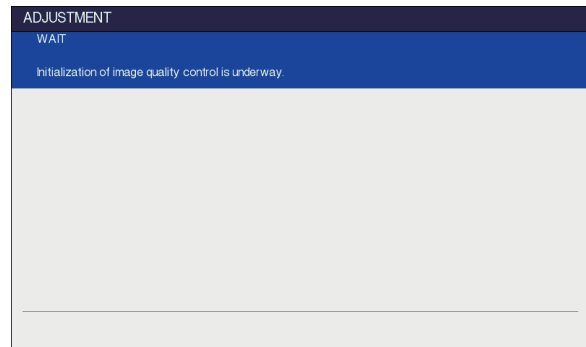 ADJUSTMENT
WAIT
Initialization of image quality control is underway.